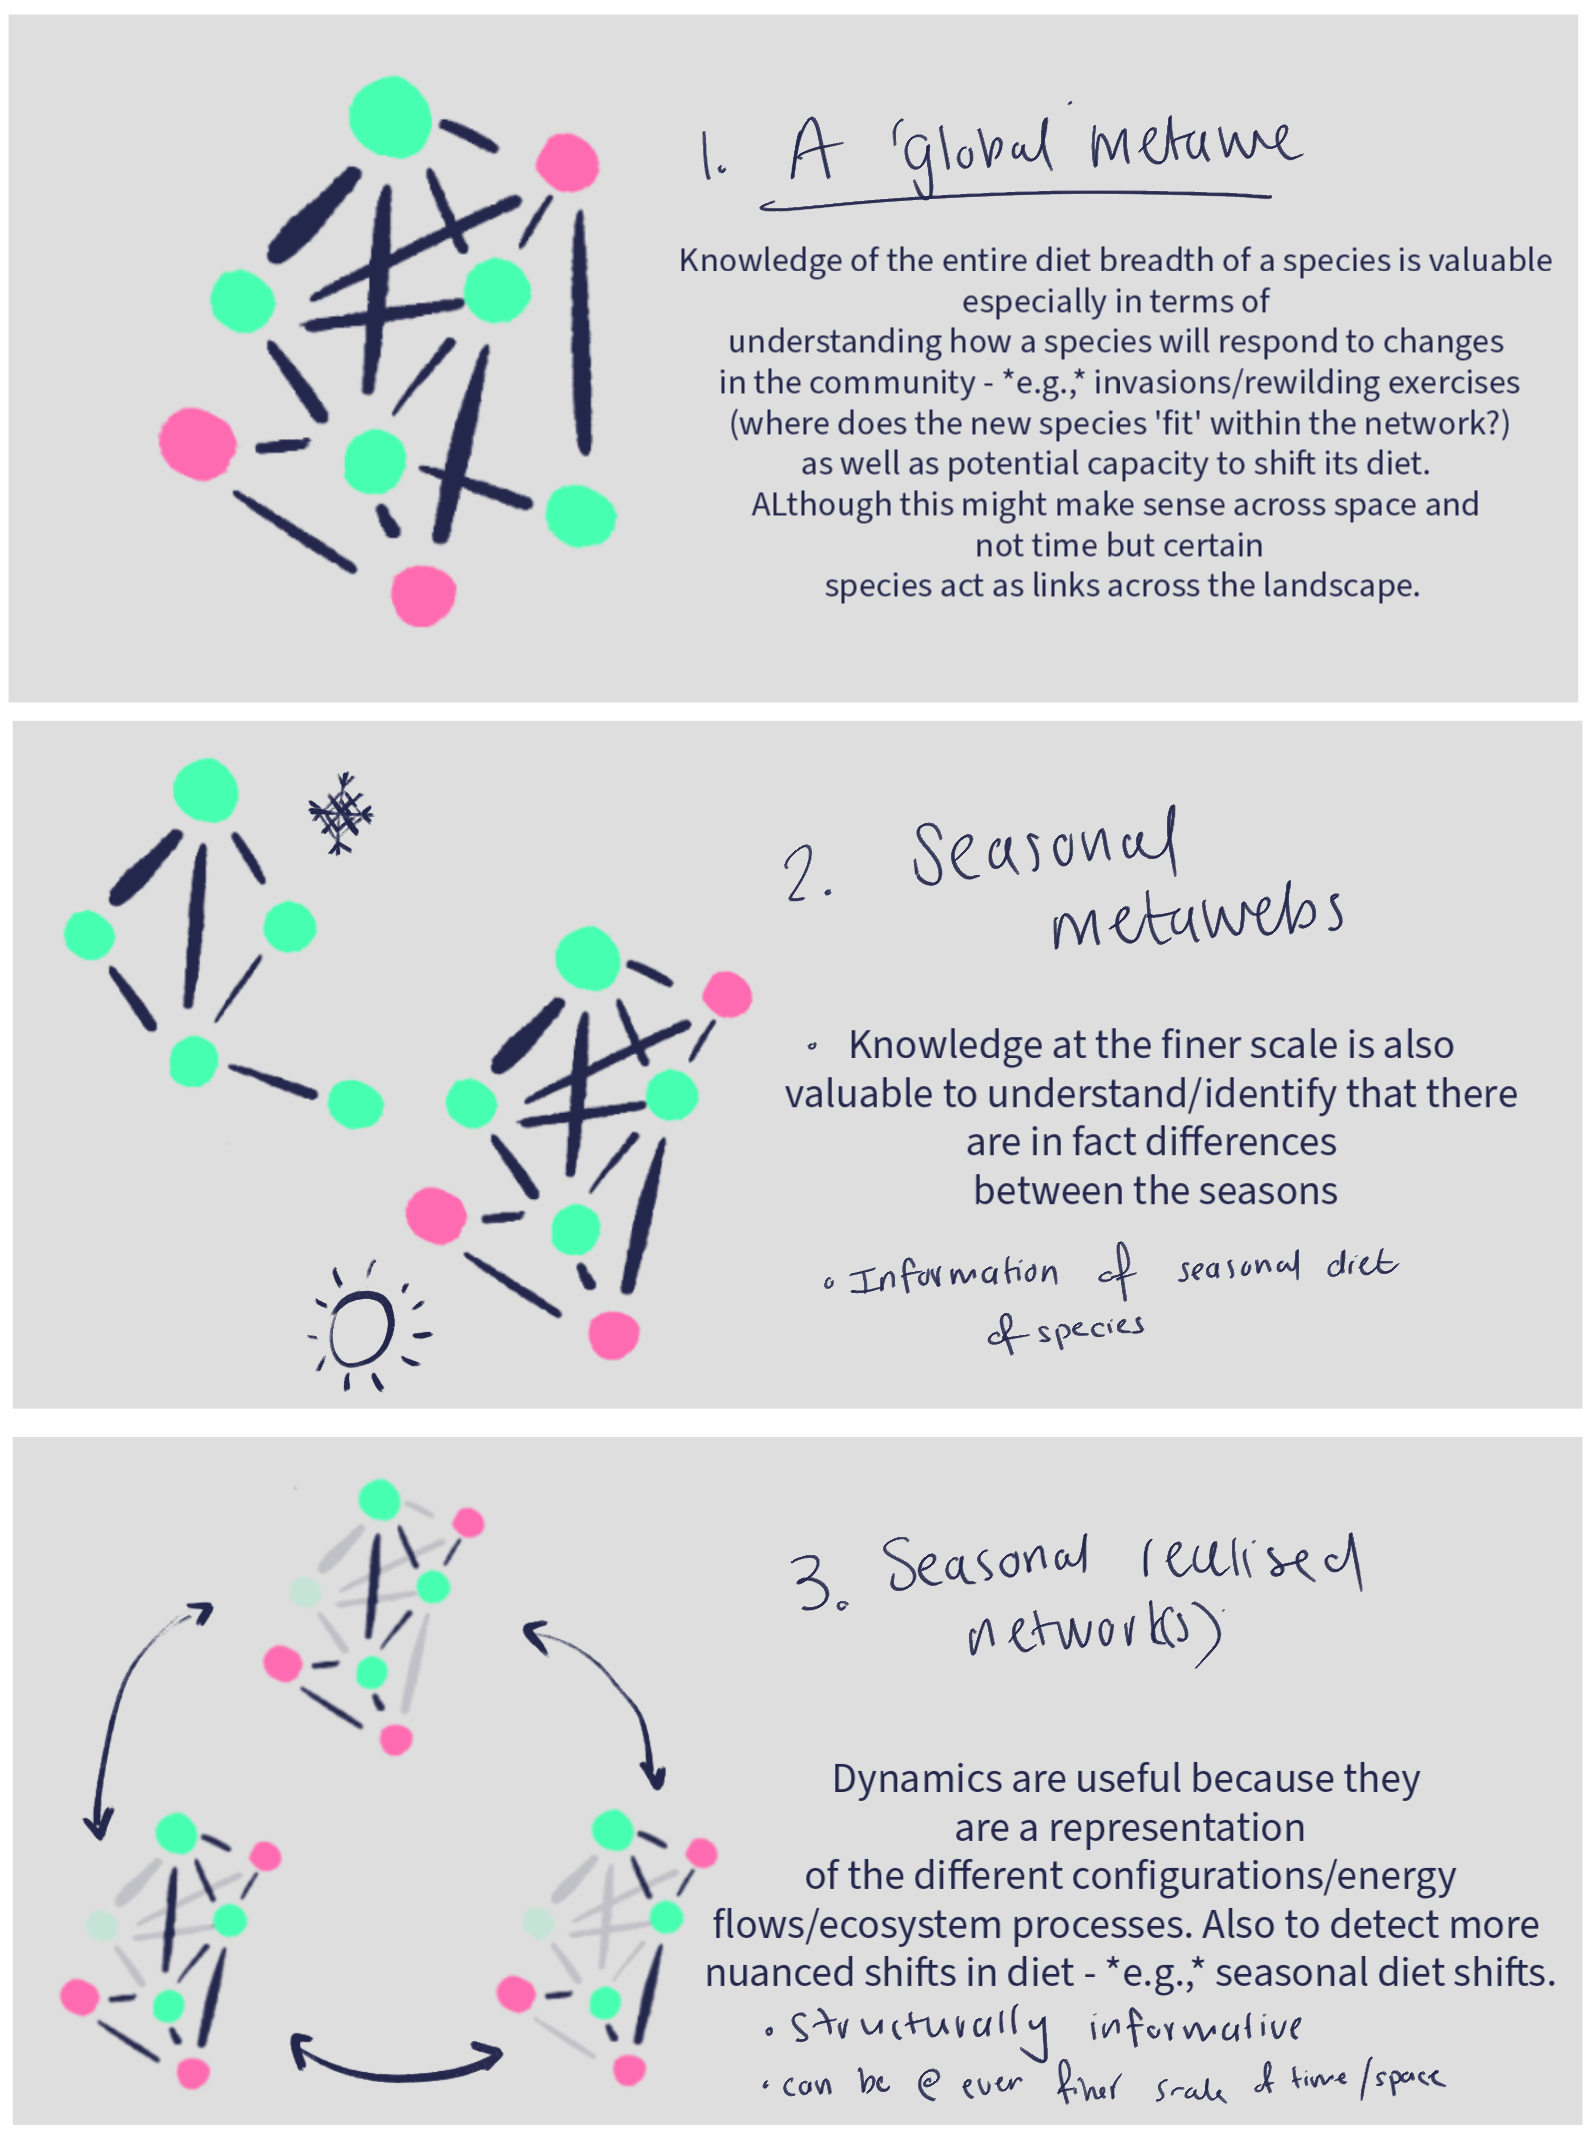 1. A 'global' metawe
Knowledge of the entire diet breadth of a species is valuable
especially in terms of
understanding how a species will respond to changes
in the community - *e.g.,* invasions/rewilding exercises
(where does the new species 'fit' within the network?)
as well as potential capacity to shift its diet.
ALthough this might make sense across space and
not time but certain
species act as links across the landscape.
2. Seasonal
metawebs
◦ Knowledge at the finer scale is also
valuable to understand/identify that there
are in fact differences
between the seasons
◦ Information of seasonal diet
of species
3. Seasonal realised
network(s)
Dynamics are useful because they
are a representation
of the different configurations/energy
flows/ecosystem processes. Also to detect more
nuanced shifts in diet - *e.g.,* seasonal diet shifts.
• Structurally informative
• can be @ ever finer scale of time/space